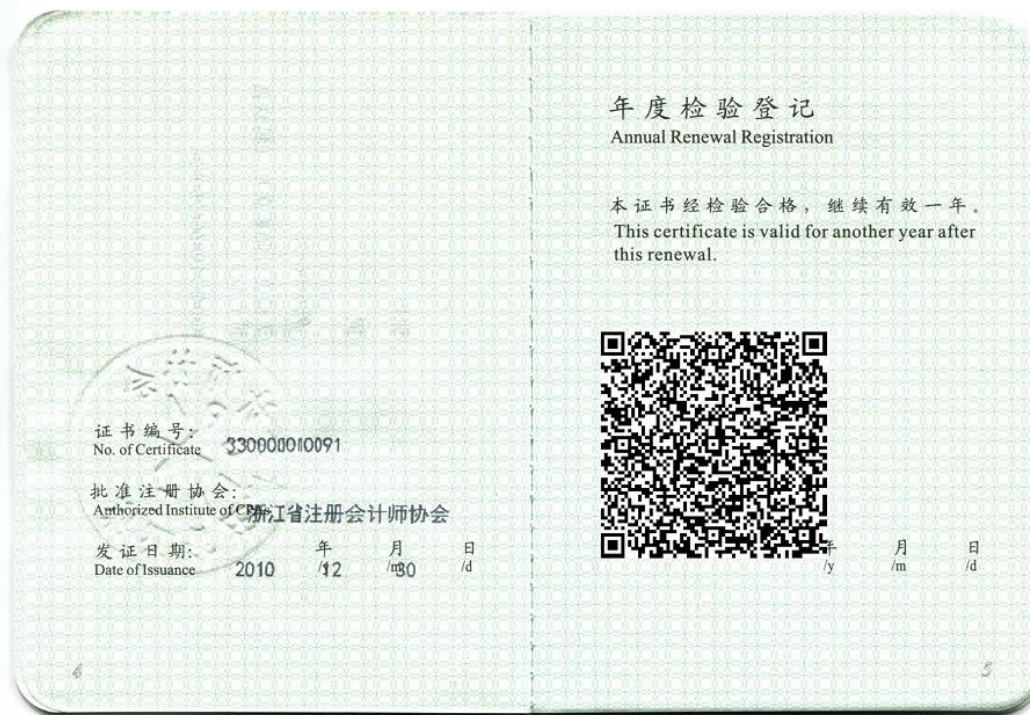 证书编号:
No. of Certificate 330000010091
批准注册协会:
Authorized Institute of CPAs 浙江省注册会计师协会
发证日期: 年 月 日
Date of Issuance 2010 /y 12 /m 30 /d
4
年度检验登记
Annual Renewal Registration
本证书经检验合格，继续有效一年。
This certificate is valid for another year after
this renewal.
年 月 日
/y /m /d
5